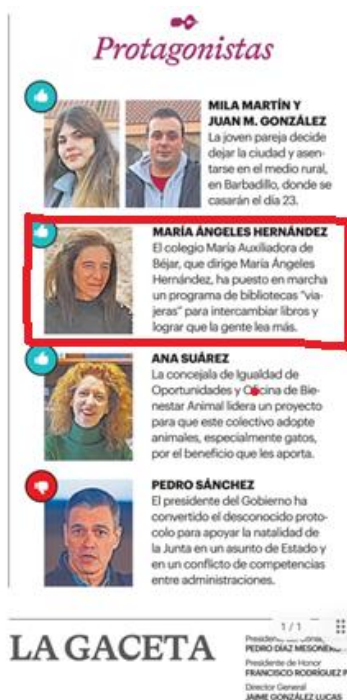 Protagonistas
MILA MARTÍN Y
JUAN M. GONZÁLEZ
La joven pareja decide
dejar la ciudad y asen-
tarse en el medio rural,
en Barbadillo, donde se
casarán el día 23.
MARÍA ÁNGELES HERNÁNDEZ
El colegio María Auxiliadora de
Béjar, que dirige María Ángeles
Hernández, ha puesto en marcha
un programa de bibliotecas “via-
jeras” para intercambiar libros y
lograr que la gente lea más.
ANA SUÁREZ
La concejala de Igualdad de
Oportunidades y Oficina de Bie-
nestar Animal lidera un proyecto
para que este colectivo adopte
animales, especialmente gatos,
por el beneficio que les aporta.
PEDRO SÁNCHEZ
El presidente del Gobierno ha
convertido el desconocido proto-
colo para apoyar la natalidad de
la Junta en un asunto de Estado y
en un conflicto de competencias
entre administraciones.
1 / 1
LA GACETA
PEDRO DÍAZ
Presidente de Honor
FRANCISCO RODRÍGUEZ
Director General
JAIME GONZÁLEZ LUCAS